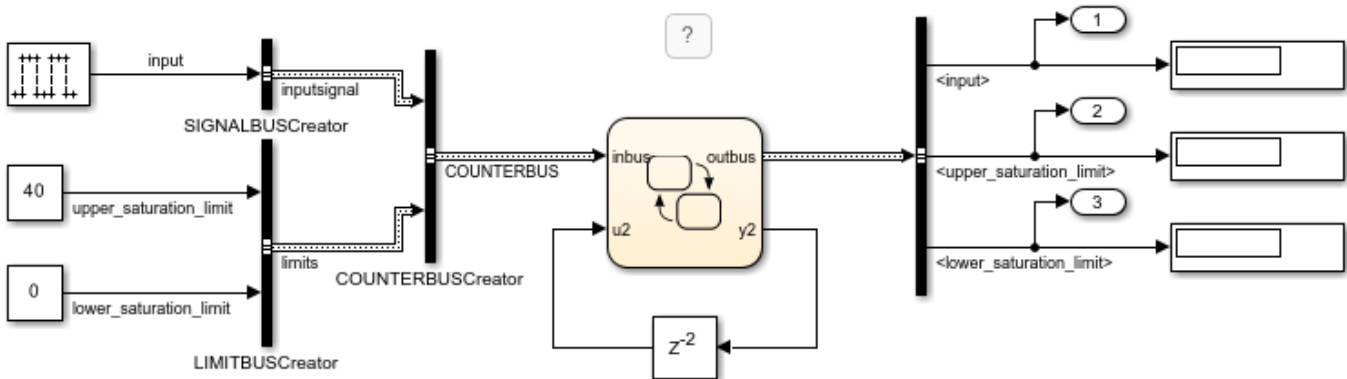 ?
1
input
inputsignal
<input>
SIGNALBUSCreator
2
40
upper_saturation_limit
COUNTERBUS
inbus
outbus
<upper_saturation_limit>
3
u2
y2
limits
<lower_saturation_limit>
COUNTERBUSCreator
0
lower_saturation_limit
LIMITBUSCreator
Z-2